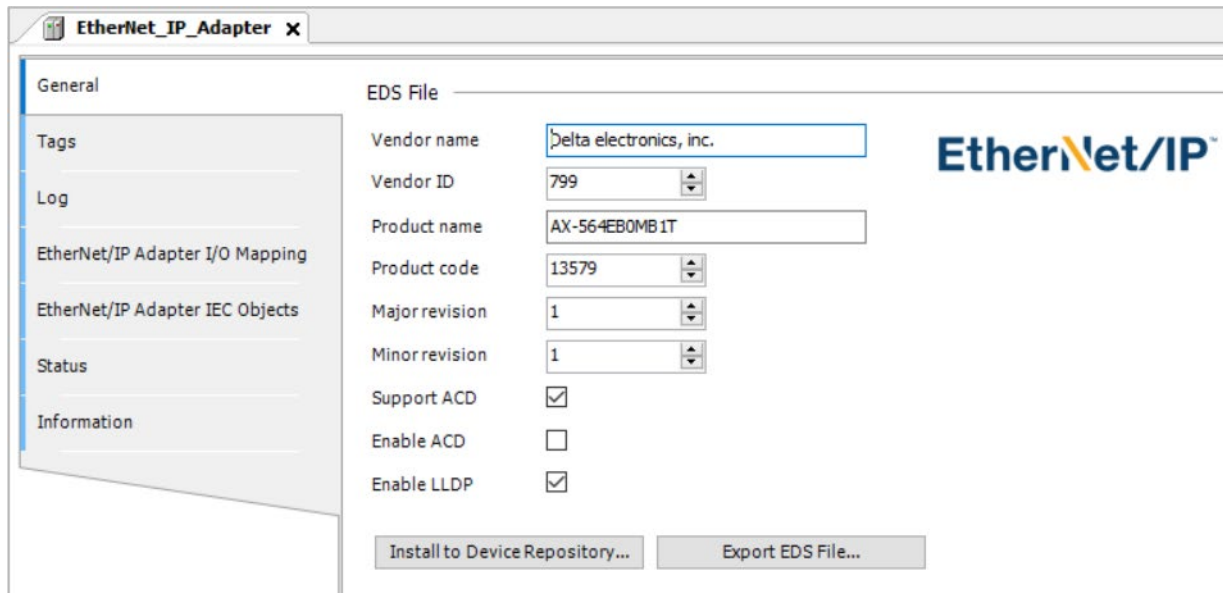 EtherNet_IP_Adapter
General
Tags
Log
EtherNet/IP Adapter I/O Mapping
EtherNet/IP Adapter IEC Objects
Status
Information
EDS File
Vendor name Delta electronics, inc.
Vendor ID 799
Product name AX-564EB0MB1T
Product code 13579
Major revision 1
Minor revision 1
Support ACD
Enable ACD
Enable LLDP
Install to Device Repository... Export EDS File...
EtherNet/IP™